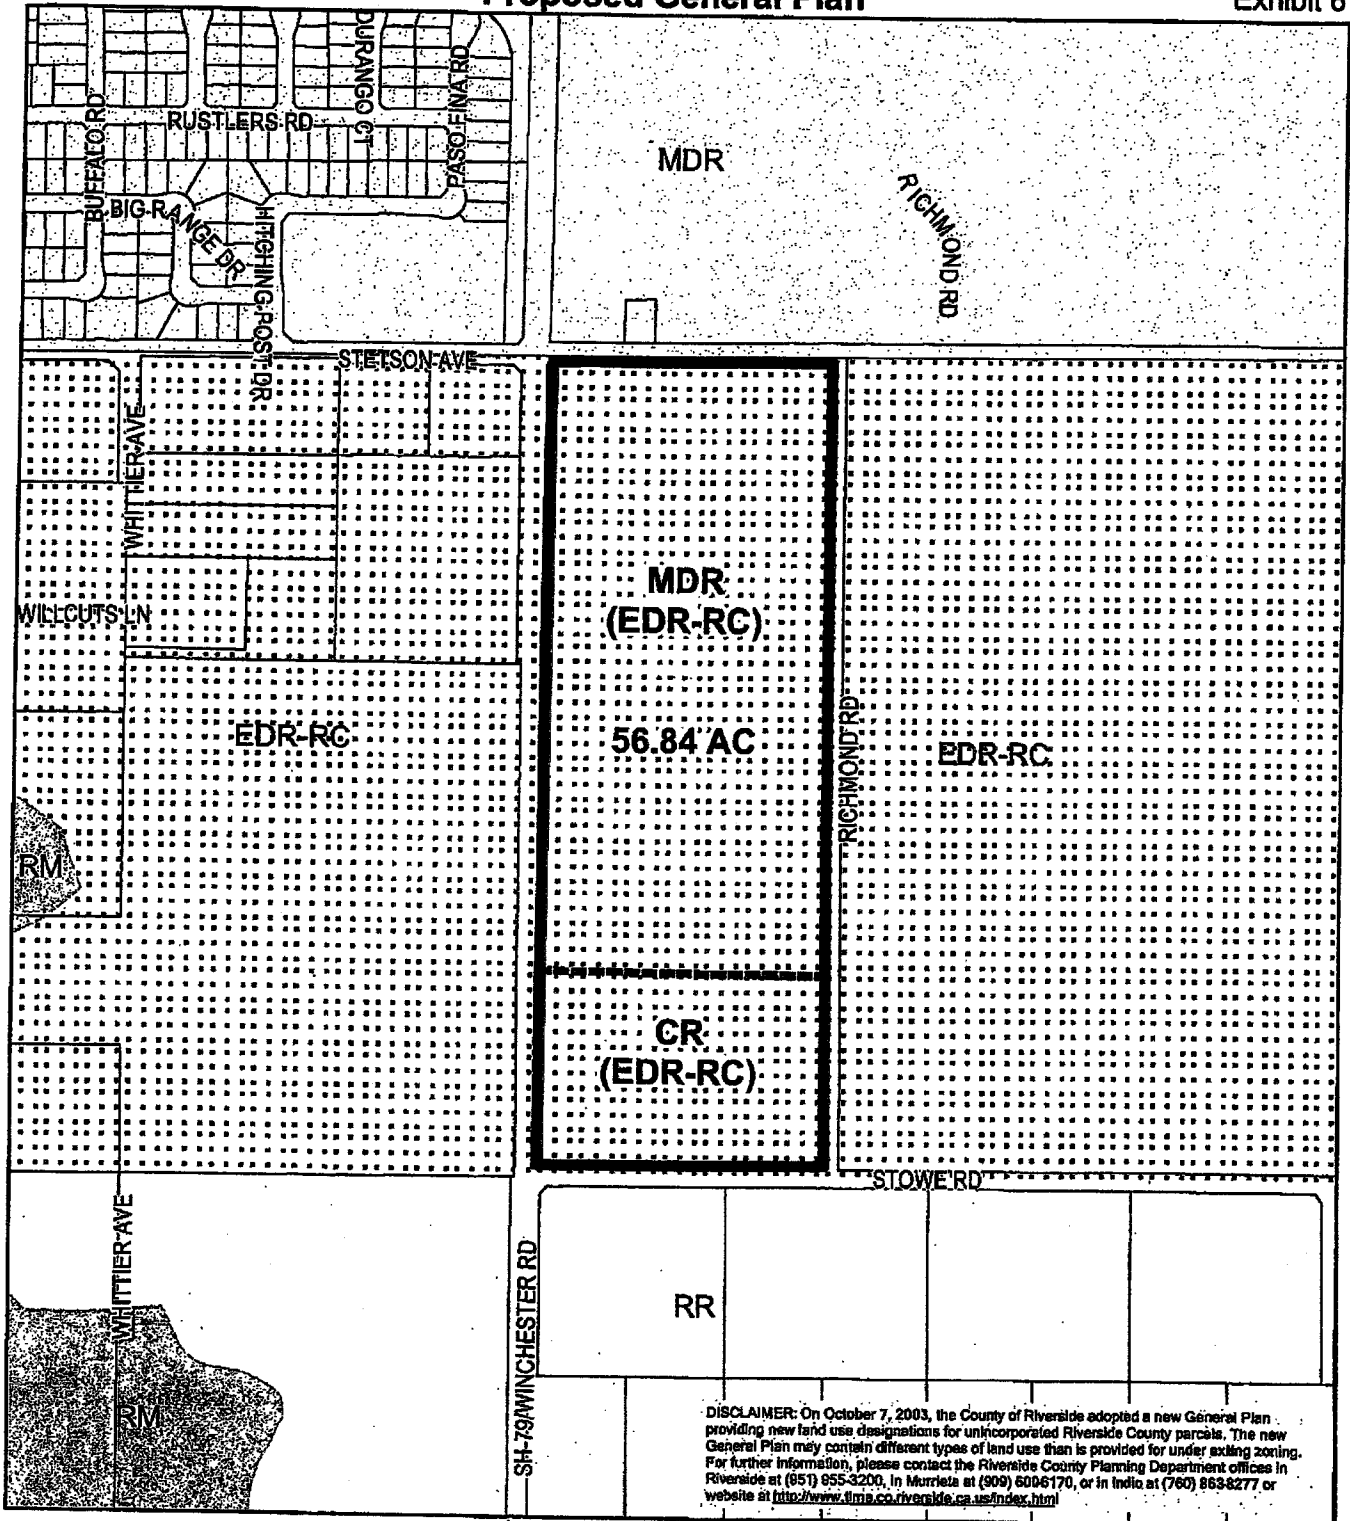 Proposed General Plan
Exhibit 6
DURANGO CT
PASO FINA RD
BUFFALO RD
RUSTLERS RD
MDR
RICHMOND RD
BIG RANGE DR
HITCHING POST DR
STETSON AVE
WHITTIER AVE
WILLCUTS LN
MDR
(EDR-RC)
56.84 AC
EDR-RC
EDR-RC
RICHMOND RD
RM
CR
(EDR-RC)
STOWE RD
WHITTIER AVE
SH-79/WINCHESTER RD
RR
RM
DISCLAIMER: On October 7, 2003, the County of Riverside adopted a new General Plan
providing new land use designations for unincorporated Riverside County parcels. The new
General Plan may contain different types of land use than is provided for under exiting zoning.
For further information, please contact the Riverside County Planning Department offices in
Riverside at (951) 955-3200, in Murrieta at (909) 6006170, or in Indio at (760) 8638277 or
website at http://www.tlma.co.riverside.ca.us/index.html